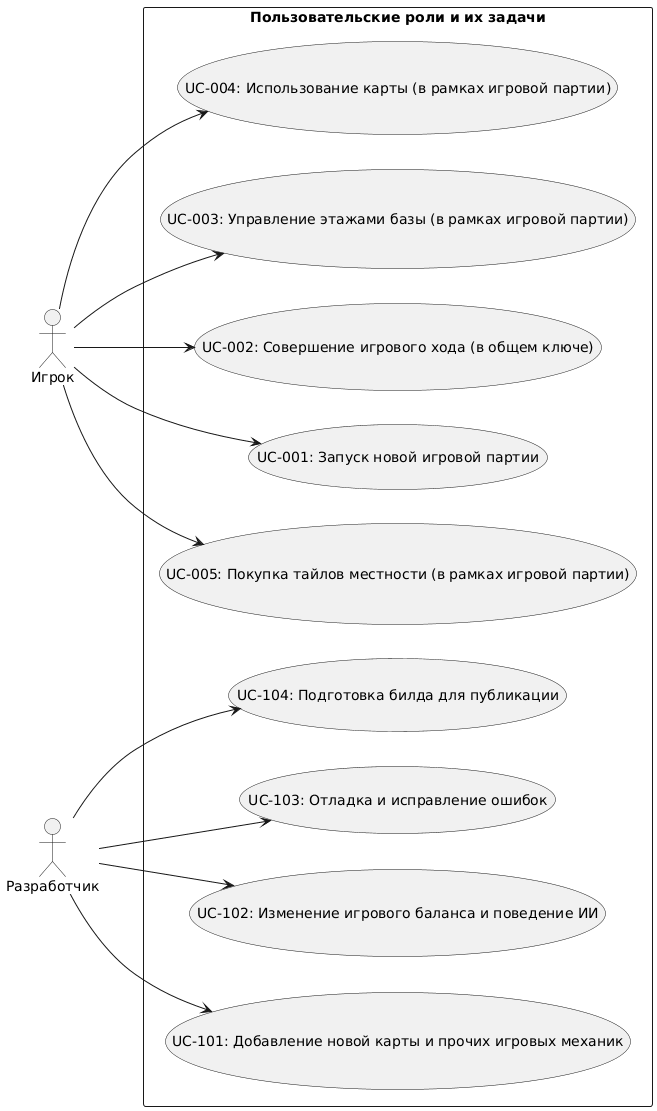 Пользовательские роли и их задачи
UC-004: Использование карты (в рамках игровой партии)
UC-003: Управление этажами базы (в рамках игровой партии)
UC-002: Совершение игрового хода (в общем ключе)
Игрок
UC-001: Запуск новой игровой партии
UC-005: Покупка тайлов местности (в рамках игровой партии)
UC-104: Подготовка билда для публикации
UC-103: Отладка и исправление ошибок
Разработчик
UC-102: Изменение игрового баланса и поведение ИИ
UC-101: Добавление новой карты и прочих игровых механик